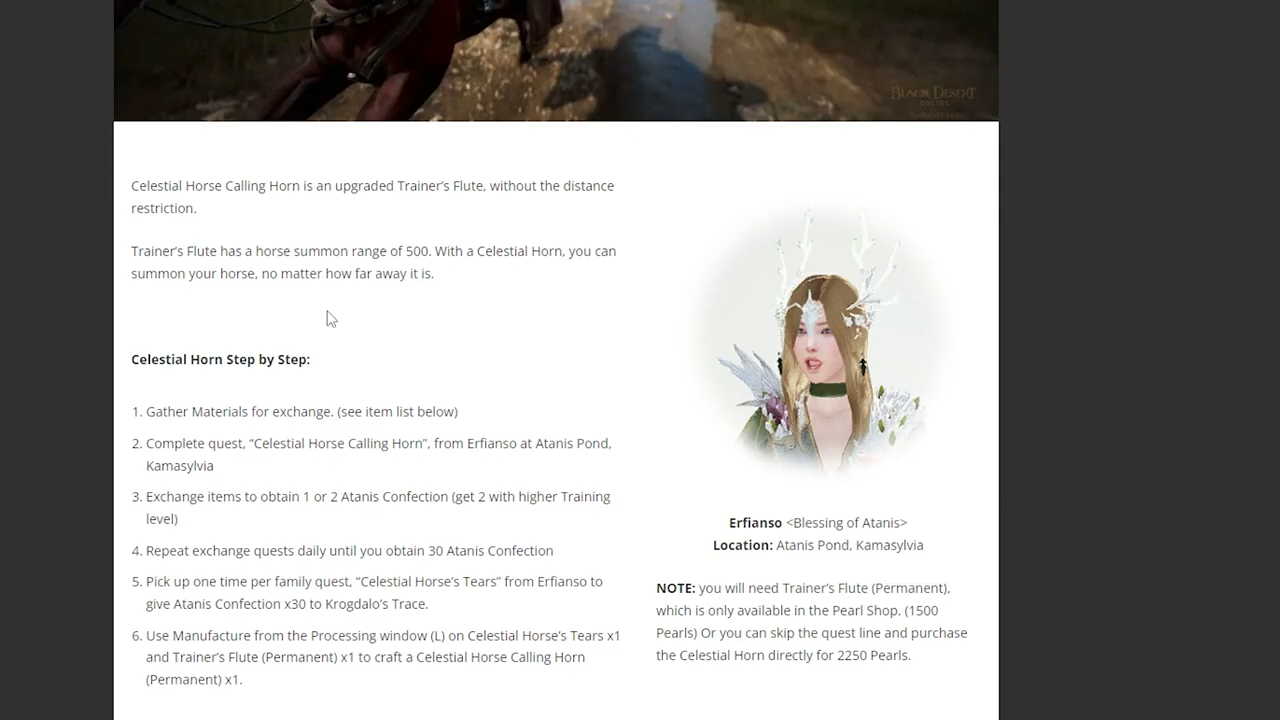 BLACK DESERT
ONLINE
Celestial Horse Calling Horn is an upgraded Trainer’s Flute, without the distance
restriction.
Trainer’s Flute has a horse summon range of 500. With a Celestial Horn, you can
summon your horse, no matter how far away it is.
Celestial Horn Step by Step:
1. Gather Materials for exchange. (see item list below)
2. Complete quest, “Celestial Horse Calling Horn”, from Erfianso at Atanis Pond,
Kamasylvia
3. Exchange items to obtain 1 or 2 Atanis Confection (get 2 with higher Training
level)
4. Repeat exchange quests daily until you obtain 30 Atanis Confection
5. Pick up one time per family quest, “Celestial Horse’s Tears” from Erfianso to
give Atanis Confection x30 to Krogdalo’s Trace.
6. Use Manufacture from the Processing window (L) on Celestial Horse’s Tears x1
and Trainer’s Flute (Permanent) x1 to craft a Celestial Horse Calling Horn
(Permanent) x1.
Erfianso <Blessing of Atanis>
Location: Atanis Pond, Kamasylvia
NOTE: you will need Trainer’s Flute (Permanent),
which is only available in the Pearl Shop. (1500
Pearls) Or you can skip the quest line and purchase
the Celestial Horn directly for 2250 Pearls.